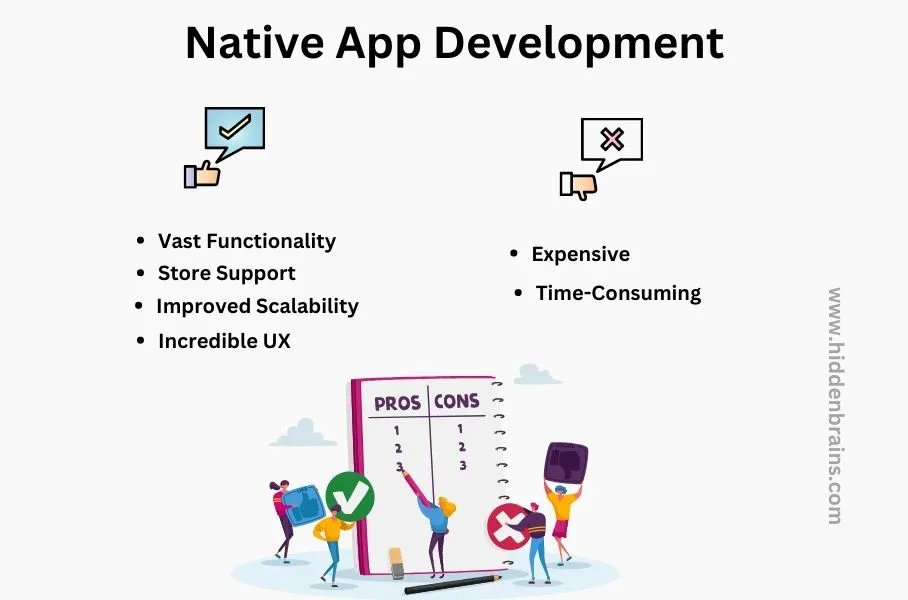 Native App Development
Vast Functionality
Store Support
Improved Scalability
Incredible UX
Expensive
Time-Consuming
PROS CONS
1 1
2 2
3 3
www.hiddenbrains.com